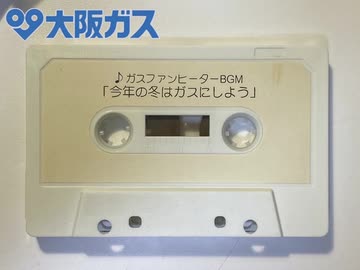 大阪ガス
♪ガスファンヒーターBGM
「今年の冬はガスにしよう」